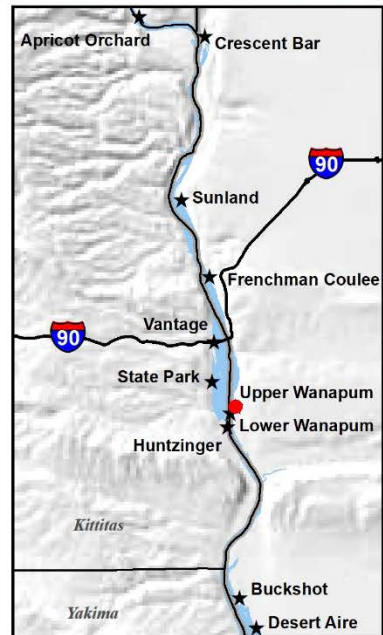 Apricot Orchard
Crescent Bar
90
Sunland
Frenchman Coulee
Vantage
90
State Park
Upper Wanapum
Lower Wanapum
Huntzinger
Kittitas
Buckshot
Yakima
Desert Aire